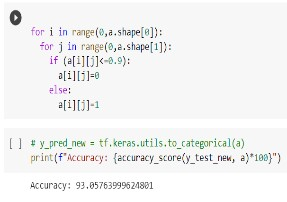 for i in range(0,a.shape[0]):
for j in range(0,a.shape[1]):
if (a[i][j]<=0.9):
a[i][j]=0
else:
a[i][j]=1
[ ] # y_pred_new = tf.keras.utils.to_categorical(a)
print(f"Accuracy: {accuracy_score(y_test_new, a)*100}")
Accuracy: 93.05763999624801